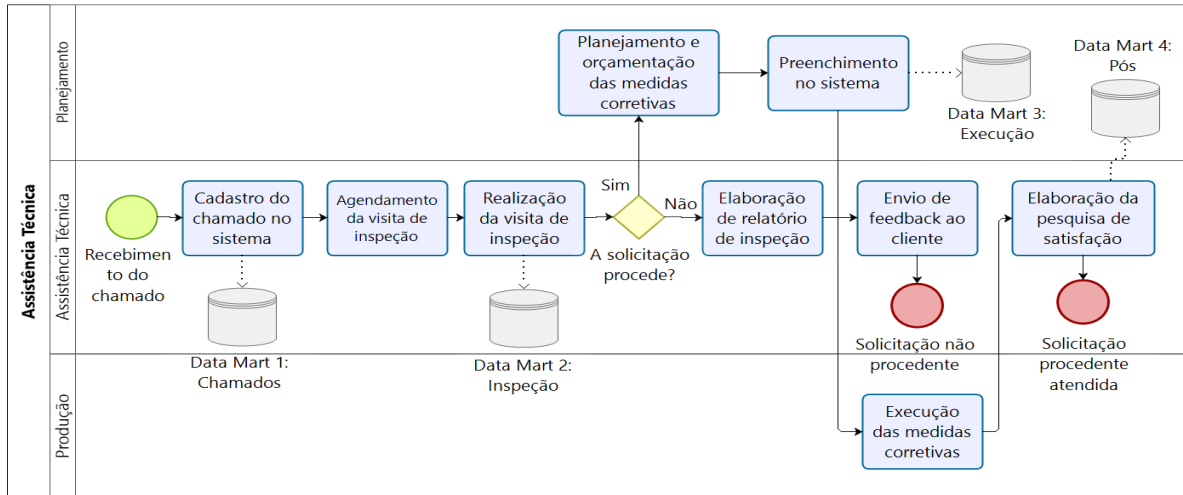 Assistência Técnica
Planejamento
Planejamento e
orçamentação
das medidas
corretivas
Preenchimento
no sistema
Data Mart 3:
Execução
Data Mart 4:
Pós
Assistência Técnica
Recebimen
to do
chamado
Cadastro do
chamado no
sistema
Data Mart 1:
Chamados
Agendamento
da visita de
inspeção
Realização
da visita de
inspeção
Data Mart 2:
Inspeção
Sim
Não
A solicitação
procede?
Elaboração
de relatório
de inspeção
Envio de
feedback ao
cliente
Solicitação não
procedente
Elaboração da
pesquisa de
satisfação
Solicitação
procedente
atendida
Produção
Execução
das medidas
corretivas